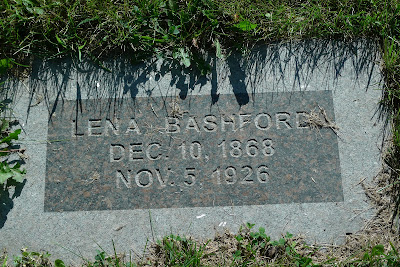 LENA BASHFORD
DEC. 10, 1868
NOV. 5, 1926